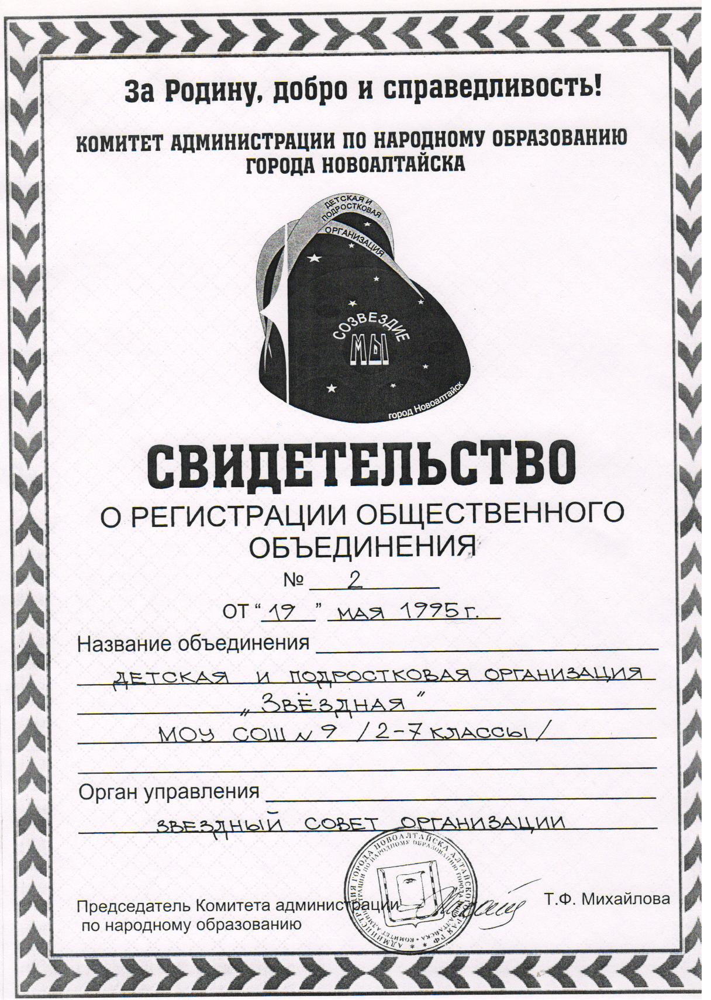 За Родину, добро и справедливость!
КОМИТЕТ АДМИНИСТРАЦИИ ПО НАРОДНОМУ ОБРАЗОВАНИЮ
ГОРОДА НОВОАЛТАЙСКА
ДЕТСКАЯ И
ПОДРОСТКОВАЯ
ОРГАНИЗАЦИЯ
СОЗВЕЗДИЕ
МЫ
город Новоалтайск
СВИДЕТЕЛЬСТВО
О РЕГИСТРАЦИИ ОБЩЕСТВЕННОГО
ОБЪЕДИНЕНИЯ
№ 2
ОТ “19” мая 1995 г.
Название объединения
ДЕТСКАЯ И ПОДРОСТКОВАЯ ОРГАНИЗАЦИЯ
„ЗВЁЗДНАЯ”
МОУ СОШ N 9 /2-7 КЛАССЫ/
Орган управления
ЗВЕЗДНЫЙ СОВЕТ ОРГАНИЗАЦИИ
АДМИНИСТРАЦИЯ ГОРОДА НОВОАЛТАЙСКА АЛТАЙСКОГО КРАЯ РФ
КОМИТЕТ АДМИНИСТРАЦИИ ПО НАРОДНОМУ ОБРАЗОВАНИЮ ГОРОДА НОВОАЛТАЙСКА
Председатель Комитета администрации
по народному образованию
Т.Ф. Михайлова